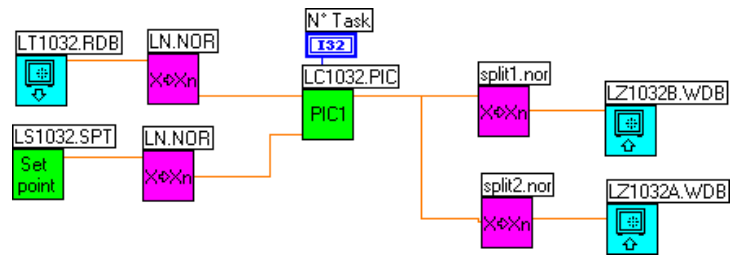 N° Task
I32
LT1032.RDB
LN.NOR
X⇨Xn
LC1032.PIC
PIC1
split1.nor
X⇨Xn
LZ1032B.WDB
LS1032.SPT
Set
point
LN.NOR
X⇨Xn
split2.nor
X⇨Xn
LZ1032A.WDB